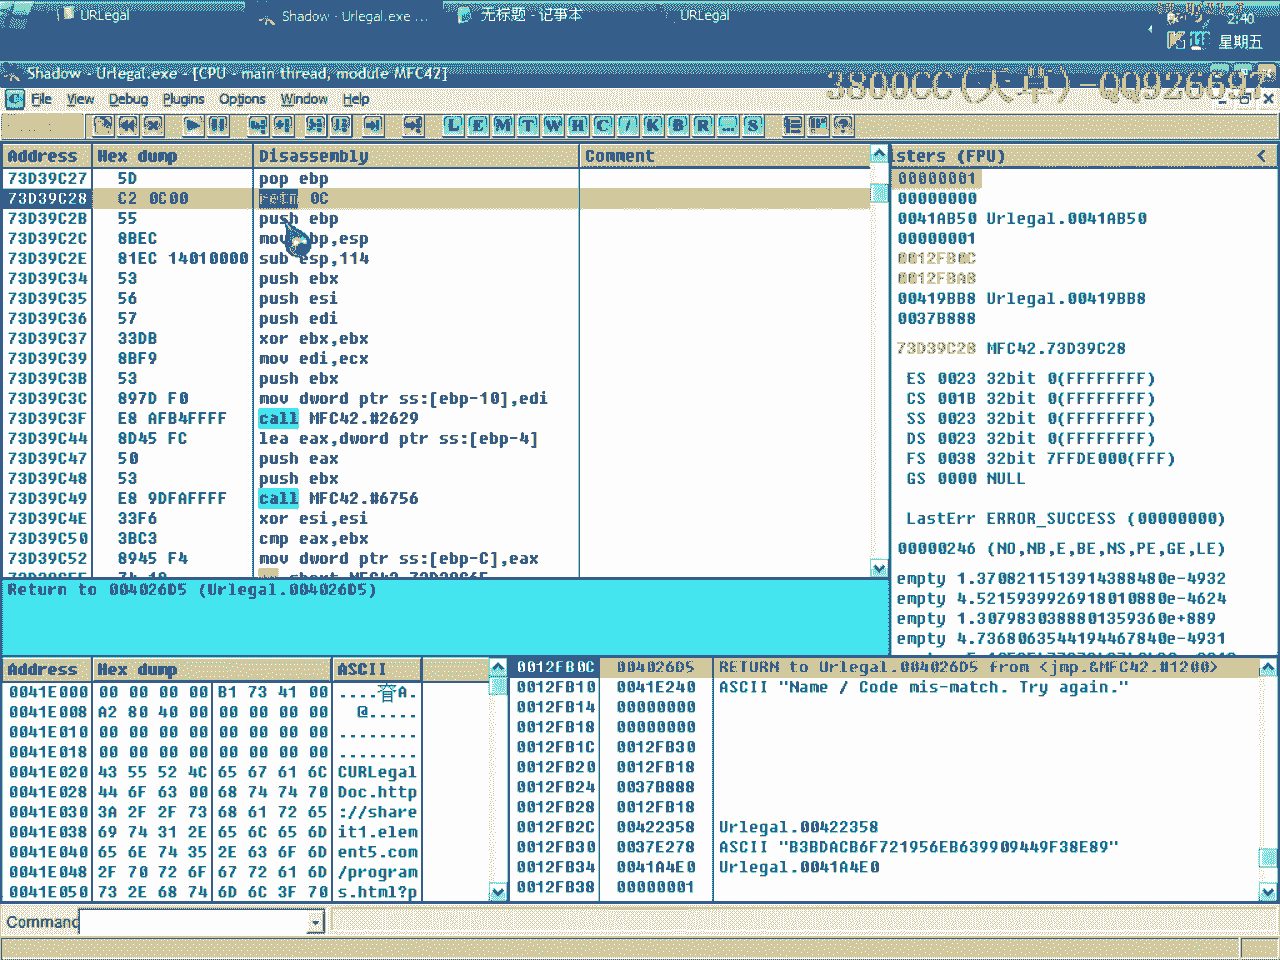 URLegal
Shadow - Urlegal.exe ...
无标题 - 记事本
URLegal
2:40
星期五
Shadow - Urlegal.exe - [CPU - main thread, module MFC42]
3800CC(大草)-QQ926697
C File View Debug Plugins Options Window Help
L E M T W H C / K B R ... S
Address Hex dump Disassembly Comment
73D39C27 5D pop ebp
73D39C28 C2 0C00 retn 0C
73D39C2B 55 push ebp
73D39C2C 8BEC mov ebp,esp
73D39C2E 81EC 14010000 sub esp,114
73D39C34 53 push ebx
73D39C35 56 push esi
73D39C36 57 push edi
73D39C37 33DB xor ebx,ebx
73D39C39 8BF9 mov edi,ecx
73D39C3B 53 push ebx
73D39C3C 897D F0 mov dword ptr ss:[ebp-10],edi
73D39C3F E8 AFB4FFFF call MFC42.#2629
73D39C44 8D45 FC lea eax,dword ptr ss:[ebp-4]
73D39C47 50 push eax
73D39C48 53 push ebx
73D39C49 E8 9DFAFFFF call MFC42.#6756
73D39C4E 33F6 xor esi,esi
73D39C50 3BC3 cmp eax,ebx
73D39C52 8945 F4 mov dword ptr ss:[ebp-C],eax
sters (FPU) <
00000001
00000000
0041AB50 Urlegal.0041AB50
00000001
0012FB0C
0012FBA8
00419BB8 Urlegal.00419BB8
0037B888
73D39C28 MFC42.73D39C28
ES 0023 32bit 0(FFFFFFFF)
CS 001B 32bit 0(FFFFFFFF)
SS 0023 32bit 0(FFFFFFFF)
DS 0023 32bit 0(FFFFFFFF)
FS 0038 32bit 7FFDE000(FFF)
GS 0000 NULL
LastErr ERROR_SUCCESS (00000000)
00000246 (NO,NB,E,BE,NS,PE,GE,LE)
empty 1.3708211513914388480e-4932
empty 4.5215939926918010880e-4624
empty 1.3079830388801359360e+889
empty 4.7368063544194467840e-4931
Return to 004026D5 (Urlegal.004026D5)
Address Hex dump ASCII
0041E000 00 00 00 00 B1 73 41 00 ....眘A.
0041E008 A2 80 40 00 00 00 00 00 @.....
0041E010 00 00 00 00 00 00 00 00 ........
0041E018 00 00 00 00 00 00 00 00 ........
0041E020 43 55 52 4C 65 67 61 6C CURLegal
0041E028 44 6F 63 00 68 74 74 70 Doc.http
0041E030 3A 2F 2F 73 68 61 72 65 ://share
0041E038 69 74 31 2E 65 6C 65 6D it1.elem
0041E040 65 6E 74 35 2E 63 6F 6D ent5.com
0041E048 2F 70 72 6F 67 72 61 6D /program
0041E050 73 2E 68 74 6D 6C 3F 70 s.html?p
0012FB0C 004026D5 RETURN to Urlegal.004026D5 from <jmp.&MFC42.#1200>
0012FB10 0041E240 ASCII "Name / Code mis-match. Try again."
0012FB14 00000000
0012FB18 00000000
0012FB1C 0012FB30
0012FB20 0012FB18
0012FB24 0037B888
0012FB28 0012FB18
0012FB2C 00422358 Urlegal.00422358
0012FB30 0037E278 ASCII "B3BDACB6F721956EB639909449F38E89"
0012FB34 0041A4E0 Urlegal.0041A4E0
0012FB38 00000001
Command